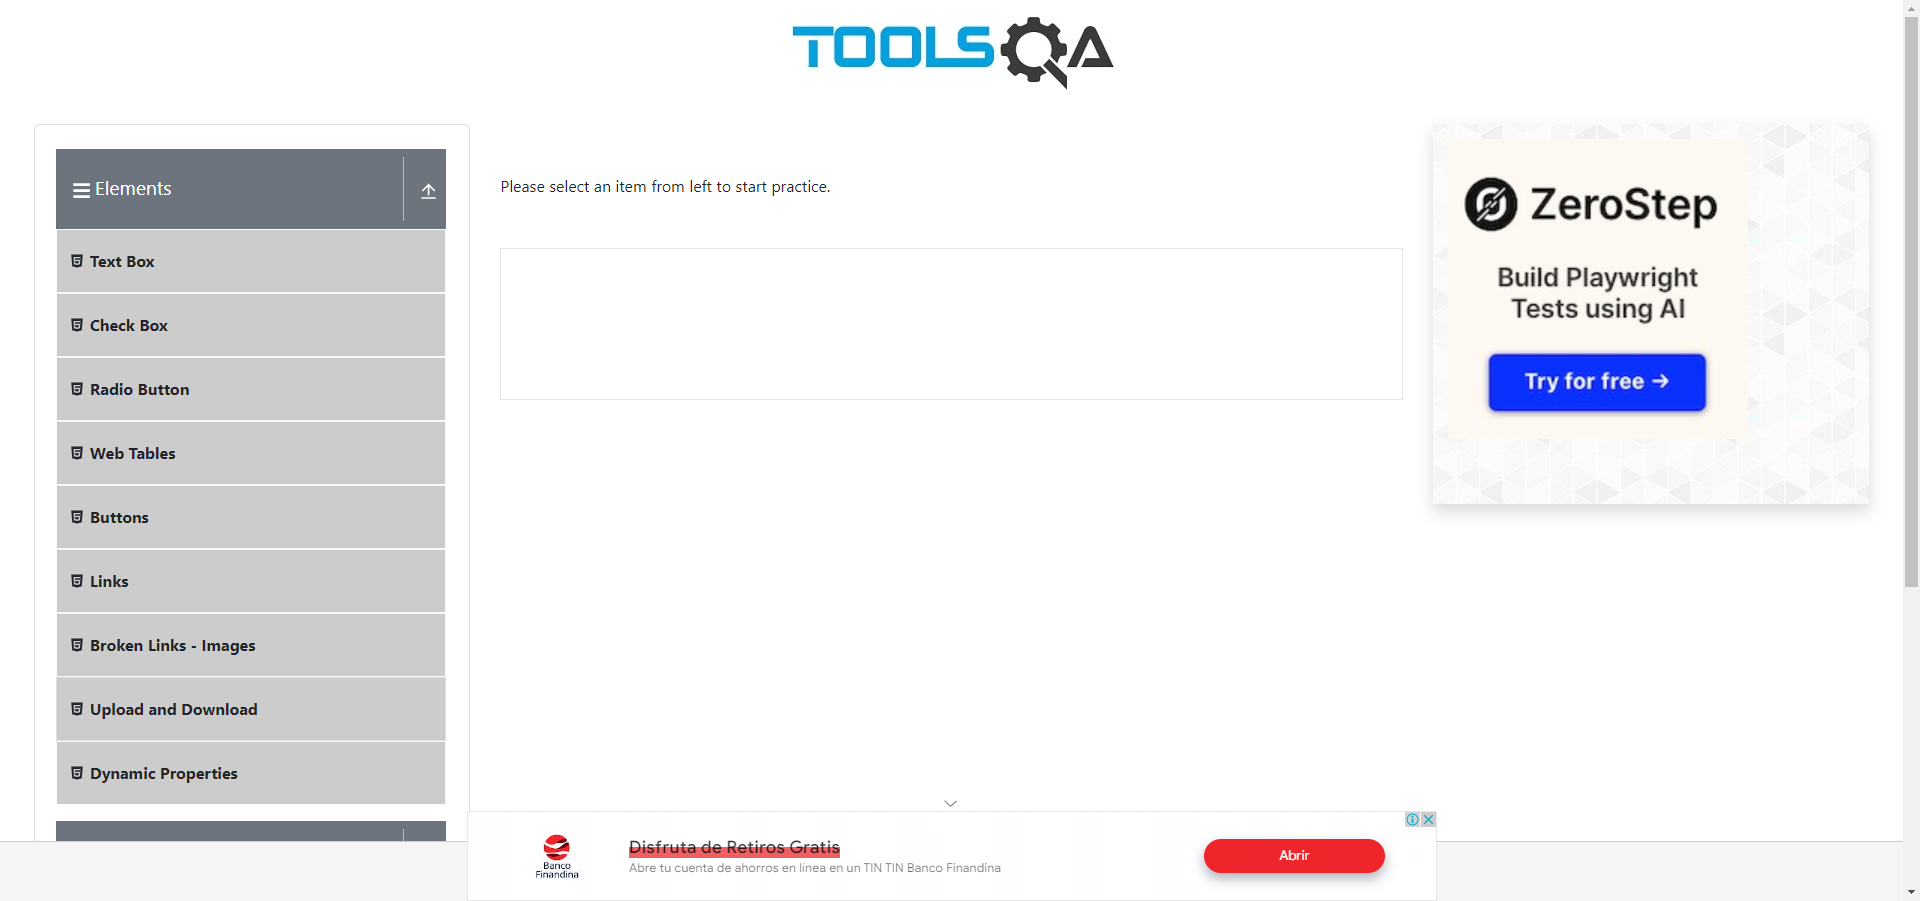 TOOLSQA
Elements
Text Box
Check Box
Radio Button
Web Tables
Buttons
Links
Broken Links - Images
Upload and Download
Dynamic Properties
Please select an item from left to start practice.
ZeroStep
Build Playwright
Tests using AI
Try for free →
Banco
Finandina
Disfruta de Retiros Gratis
Abre tu cuenta de ahorros en línea en un TIN TIN Banco Finandina
Abrir